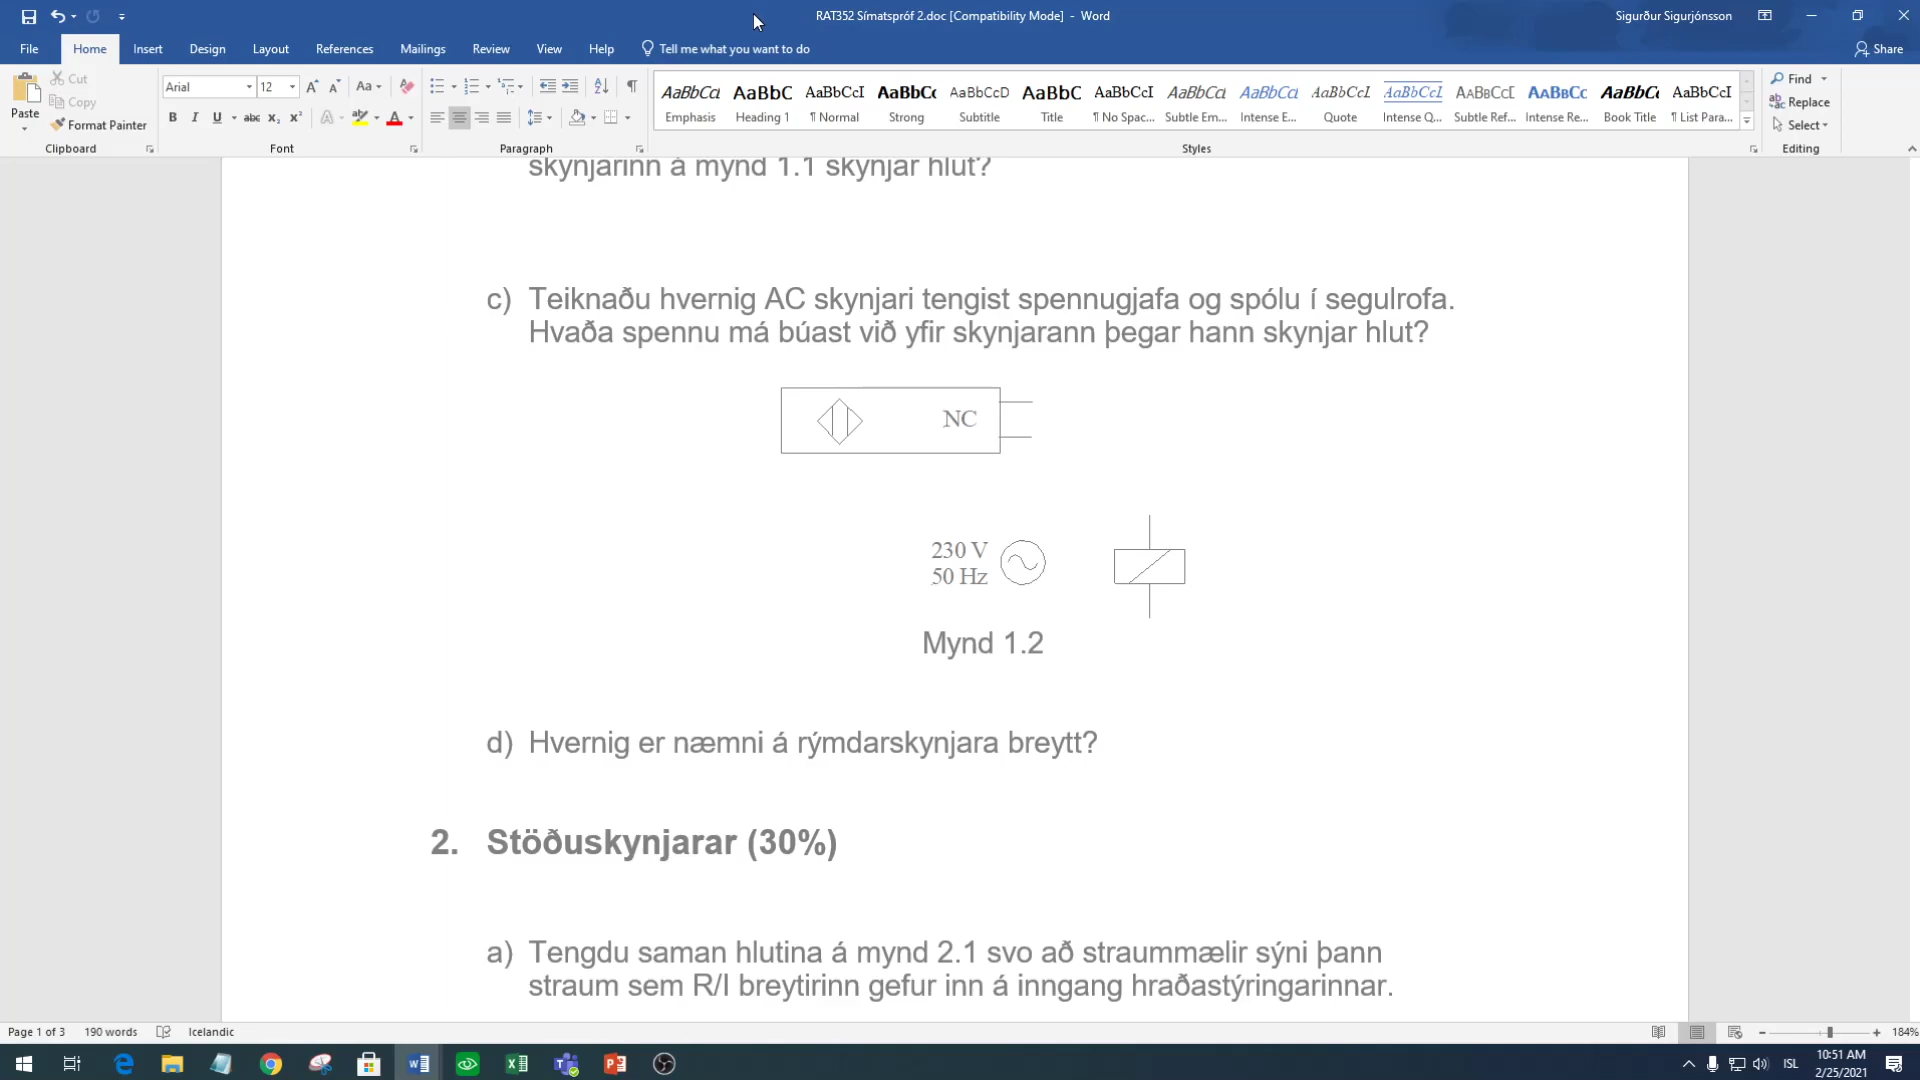 RAT352 Símatspróf 2.doc [Compatibility Mode] - Word
Sigurður Sigurjónsson
File Home Insert Design Layout References Mailings Review View Help Tell me what you want to do
Share
Paste
Cut
Copy
Format Painter
Clipboard
Arial 12
Font
Paragraph
AaBbCcI AaBbC AaBbCcI AaBbCc AaBbCcD AaBbC AaBbCcI AaBbCcI AaBbCcI AaBbCcI AaBbCcI AaBbCcI AaBbCc AaBbCc AaBbCcI
Emphasis Heading 1 ¶ Normal Strong Subtitle Title ¶ No Spac... Subtle Em... Intense E... Quote Intense Q... Subtle Ref... Intense Re... Book Title ¶ List Para...
Styles
Find
Replace
Select
Editing
skynjarinn á mynd 1.1 skynjar hlut?
c) Teiknaðu hvernig AC skynjari tengist spennugjafa og spólu í segulrofa.
Hvaða spennu má búast við yfir skynjarann þegar hann skynjar hlut?
NC
230 V
50 Hz
Mynd 1.2
d) Hvernig er næmni á rýmdarskynjara breytt?
2. Stöðuskynjarar (30%)
a) Tengdu saman hlutina á mynd 2.1 svo að straummælir sýni þann
straum sem R/I breytirinn gefur inn á inngang hraðastýringarinnar.
Page 1 of 3 190 words Icelandic
184%
ISL
10:51 AM
2/25/2021